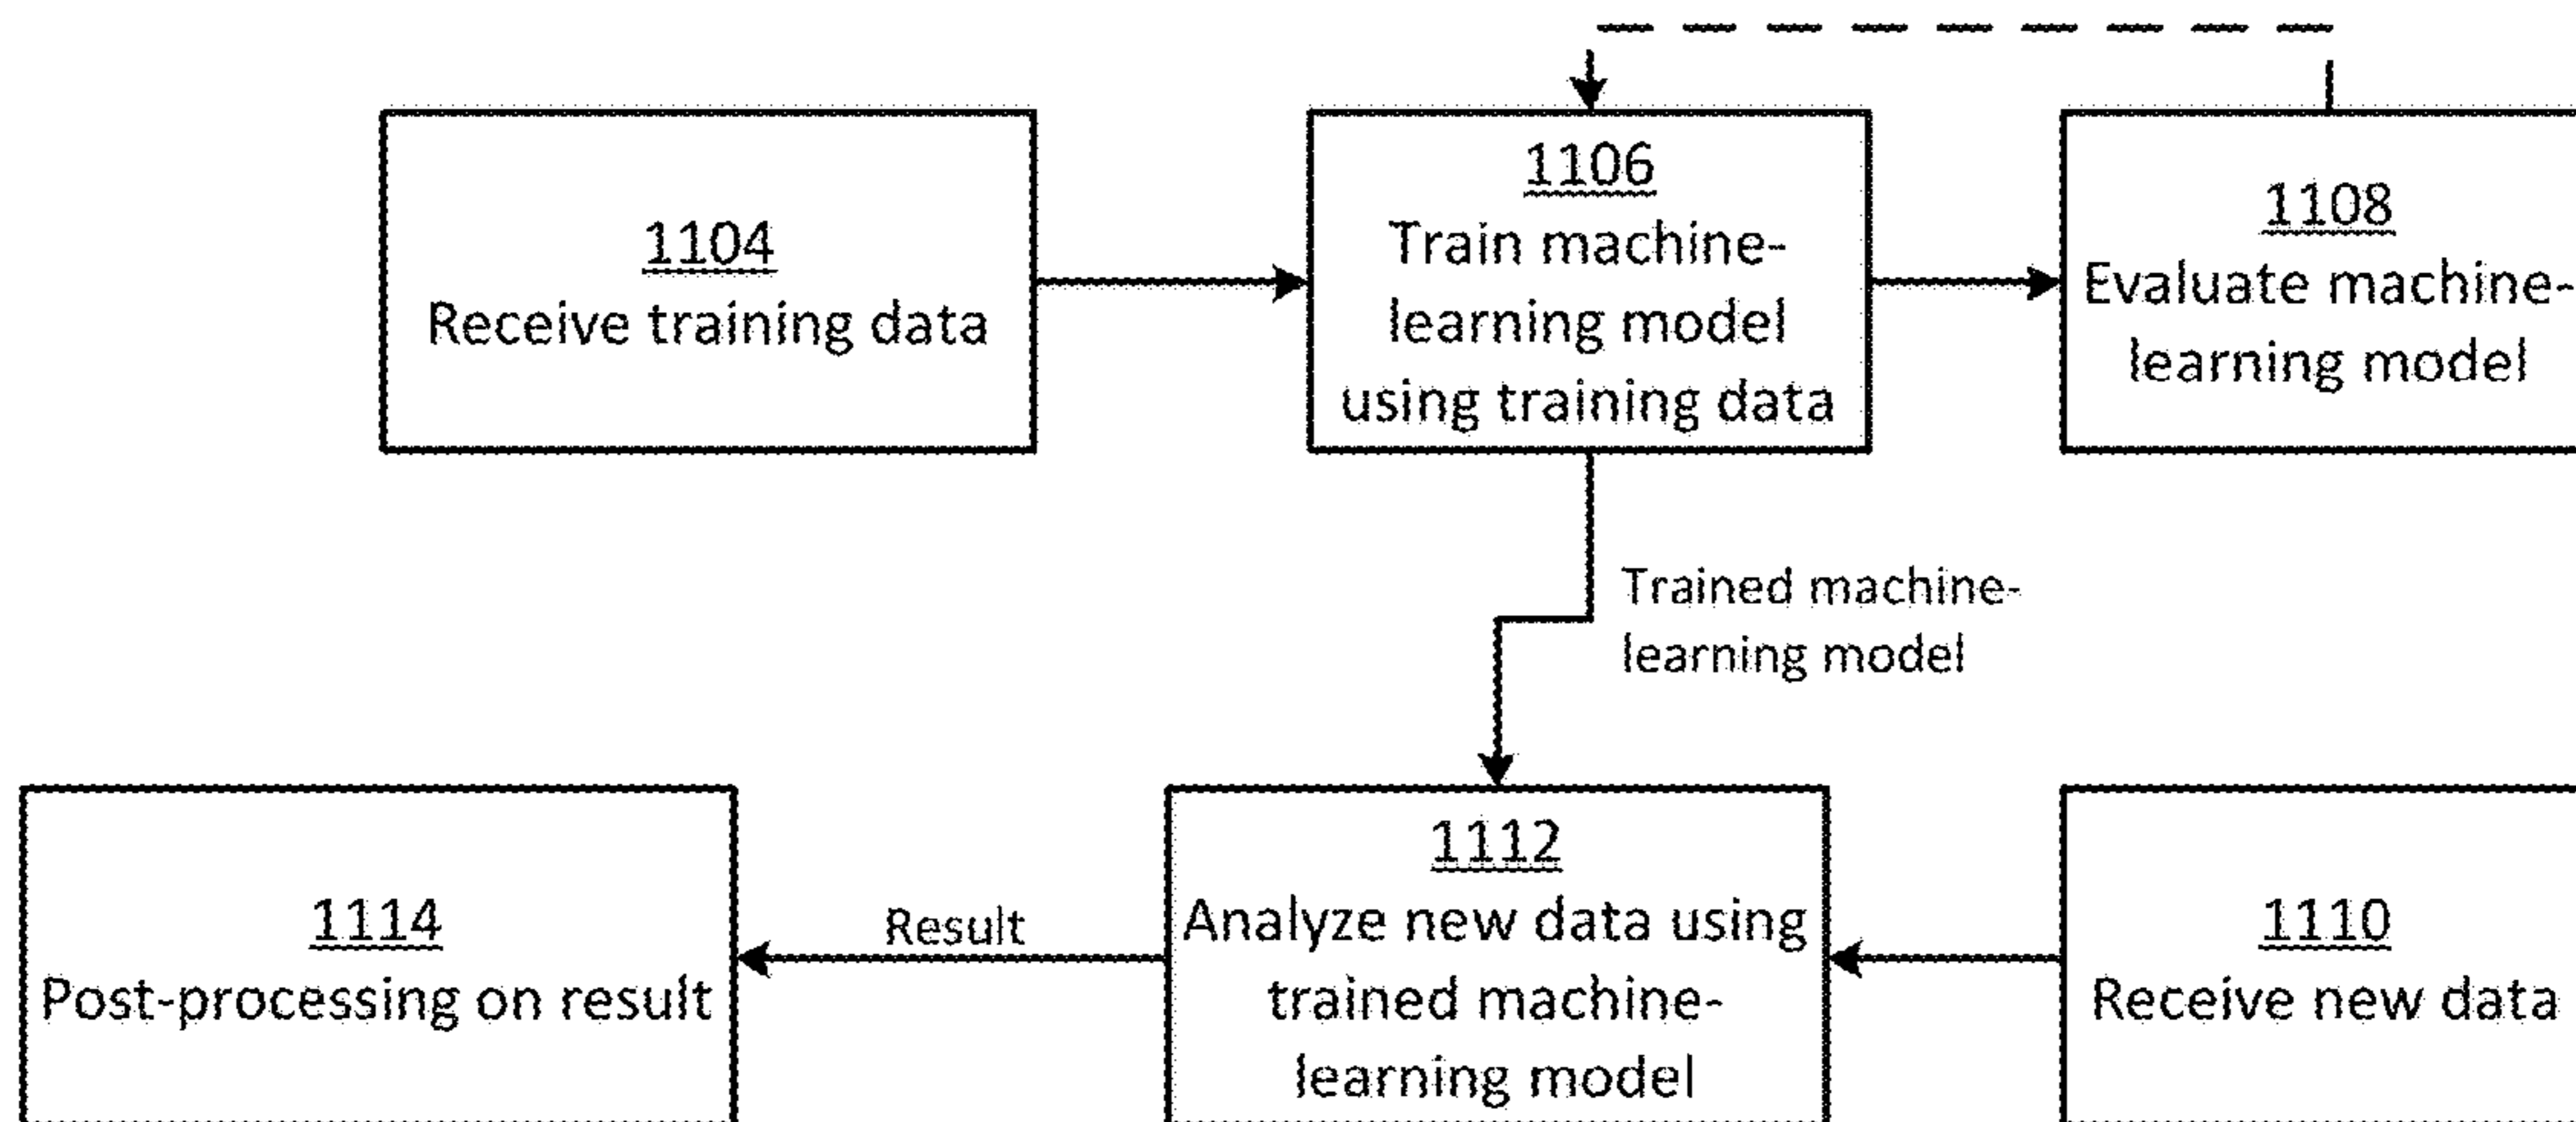 1104
Receive training data
1106
Train machine-
learning model
using training data
1108
Evaluate machine-
learning model
Trained machine-
learning model
1114
Post-processing on result
Result
1112
Analyze new data using
trained machine-
learning model
1110
Receive new data